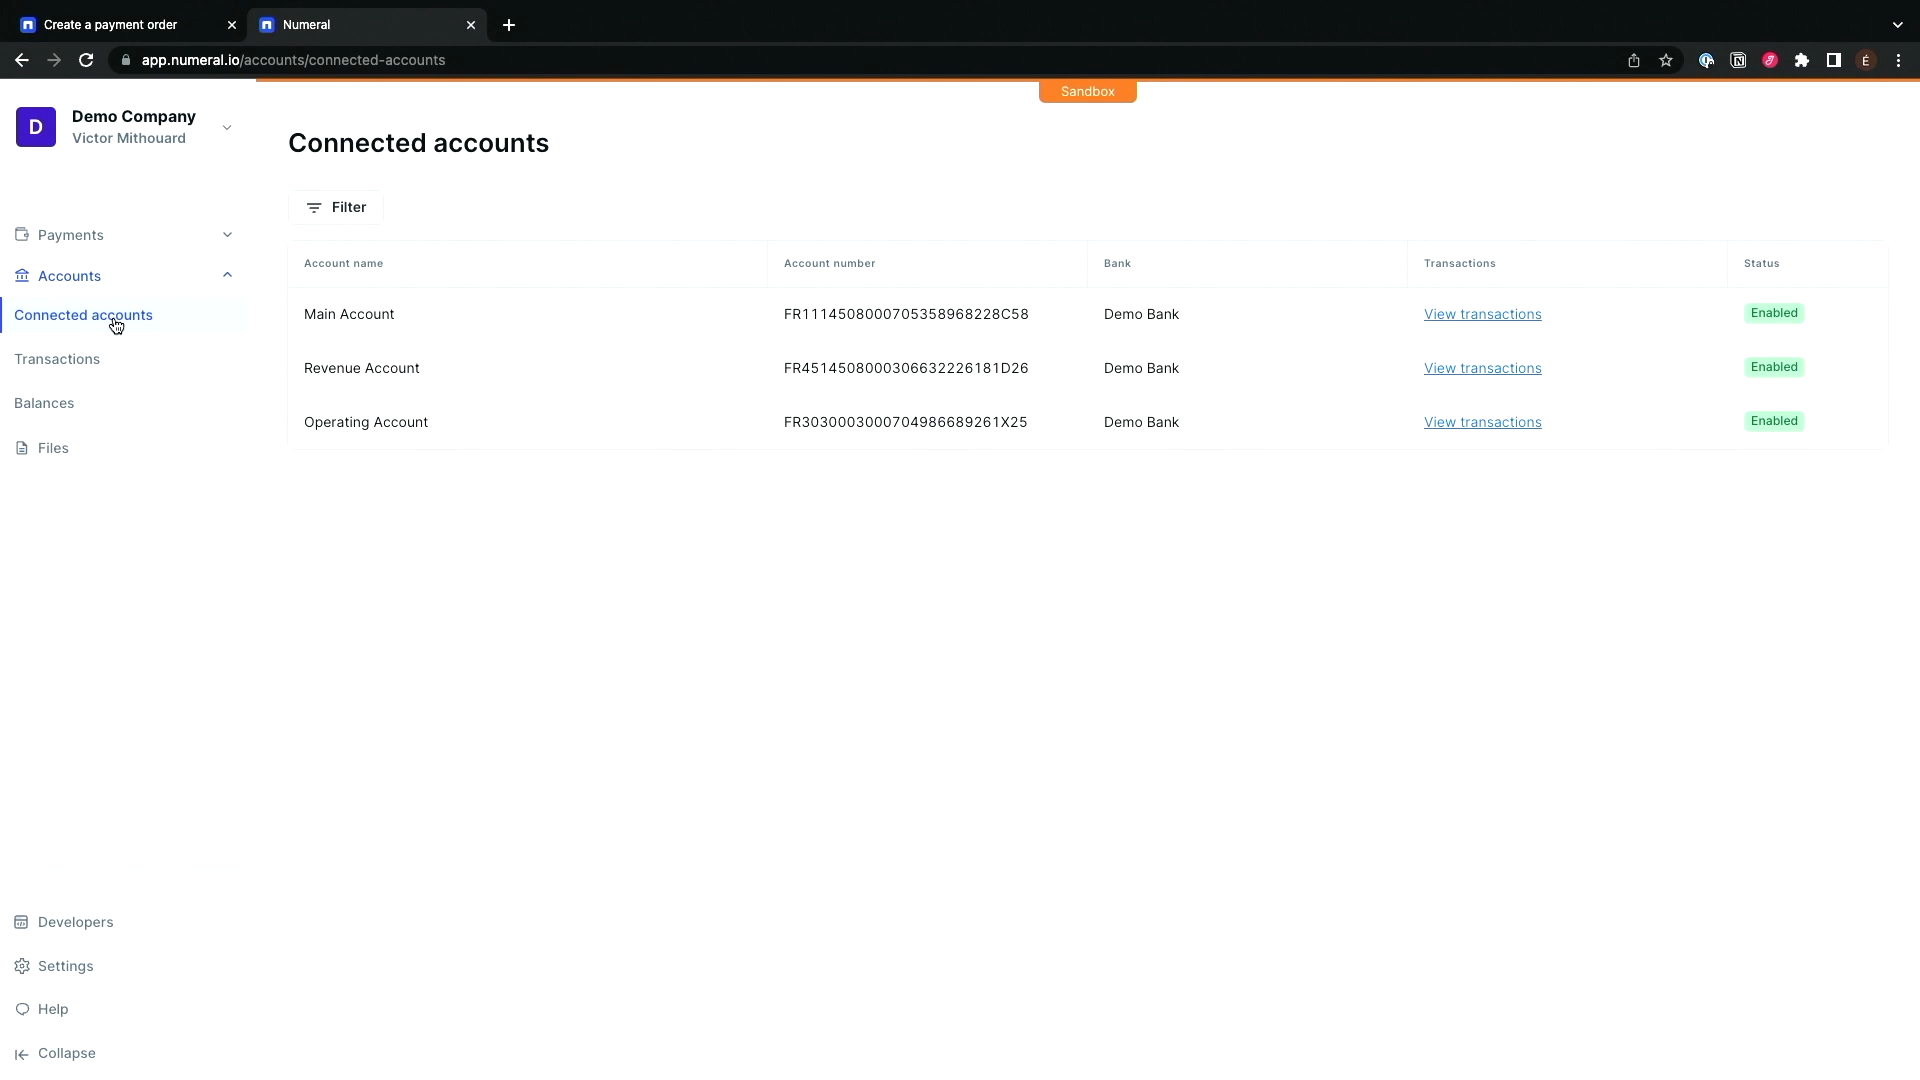 Create a payment order
Numeral
app.numeral.io/accounts/connected-accounts
É
Sandbox
D
Demo Company
Victor Mithouard
Payments
Accounts
Connected accounts
Transactions
Balances
Files
Developers
Settings
Help
Collapse
Connected accounts
Filter
Account name Account number Bank Transactions Status
Main Account FR1114508000705358968228C58 Demo Bank View transactions Enabled
Revenue Account FR4514508000306632226181D26 Demo Bank View transactions Enabled
Operating Account FR3030003000704986689261X25 Demo Bank View transactions Enabled